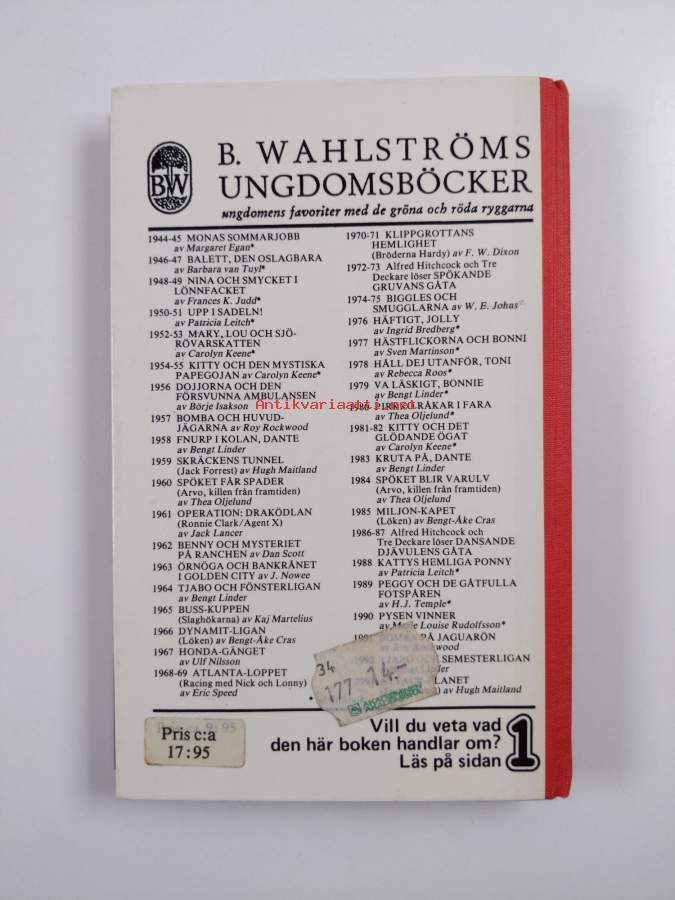 BW
B. WAHLSTRÖMS
UNGDOMSBÖCKER
ungdomens favoriter med de gröna och röda ryggarna
1944-45 MONAS SOMMARJOBB
av Margaret Egan*
1946-47 BALETT, DEN OSLAGBARA
av Barbara van Tuyl*
1948-49 NINA OCH SMYCKET I
LÖNNFACKET
av Frances K. Judd*
1950-51 UPP I SADELN!
av Patricia Leitch*
1952-53 MARY, LOU OCH SJÖ-
RÖVARSKATTEN
av Carolyn Keene*
1954-55 KITTY OCH DEN MYSTISKA
PAPEGOJAN av Carolyn Keene*
1956 DOJJORNA OCH DEN
FÖRSVUNNA AMBULANSEN
av Börje Isakson
1957 BOMBA OCH HUVUD-
JÄGARNA av Roy Rockwood
1958 FNURP I KOLAN, DANTE
av Bengt Linder
1959 SKRÄCKENS TUNNEL
(Jack Forrest) av Hugh Maitland
1960 SPÖKET FÅR SPADER
(Arvo, killen från framtiden)
av Thea Oljelund
1961 OPERATION: DRAKÖDLAN
(Ronnie Clark/Agent X)
av Jack Lancer
1962 BENNY OCH MYSTERIET
PÅ RANCHEN av Dan Scott
1963 ÖRNÖGA OCH BANKRÅNET
I GOLDEN CITY av J. Nowee
1964 TJABO OCH FÖNSTERLIGAN
av Bengt Linder
1965 BUSS-KUPPEN
(Slaghökarna) av Kaj Martelius
1966 DYNAMIT-LIGAN
(Löken) av Bengt-Åke Cras
1967 HONDA-GÄNGET
av Ulf Nilsson
1968-69 ATLANTA-LOPPET
(Racing med Nick och Lonny)
av Eric Speed
1970-71 KLIPPGROTTANS
HEMLIGHET
(Bröderna Hardy) av F. W. Dixon
1972-73 Alfred Hitchcock och Tre
Deckare löser SPÖKANDE
GRUVANS GÅTA
1974-75 BIGGLES OCH
SMUGGLARNA av W. E. Johns
1976 HÄFTIGT, JOLLY
av Ingrid Bredberg*
1977 HÄSTFLICKORNA OCH BONNI
av Sven Martinson*
1978 HÅLL DEJ UTANFÖR, TONI
av Rebecca Roos*
1979 VA LÄSKIGT, BONNIE
av Bengt Linder*
Antikvariaatti.net
I FARA
av Thea Oljelund*
1981-82 KITTY OCH DET
GLÖDANDE ÖGAT
av Carolyn Keene*
1983 KRUTA PÅ, DANTE
av Bengt Linder
1984 SPÖKET BLIR VARULV
(Arvo, killen från framtiden)
av Thea Oljelund
1985 MILJON-KAPET
(Löken) av Bengt-Åke Cras
1986-87 Alfred Hitchcock och
Tre Deckare löser DANSANDE
DJÄVULENS GÅTA
1988 KATTYS HEMLIGA PONNY
av Patricia Leitch*
1989 PEGGY OCH DE GÅTFULLA
FOTSPÅREN
av H.J. Temple*
1990 PYSEN VINNER
Louise Rudolfsson*
PÅ JAGUARÖN
SEMESTERLIGAN
av Hugh Maitland
34
177 14:-
Pris c:a
17:95
Vill du veta vad
den här boken handlar om?
Läs på sidan 1